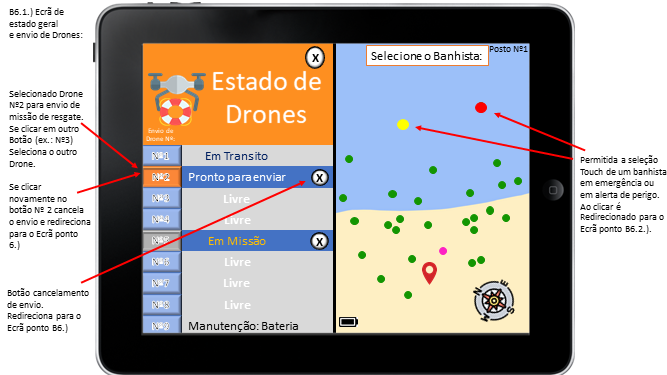 B6.1.) Ecrã de
estado geral
e envio de Drones:
Selecionado Drone
Nº2 para envio de
missão de resgate.
Se clicar em outro
Botão (ex.: Nº3)
Seleciona o outro
Drone.
Se clicar
novamente no
botão Nº 2 cancela
o envio e redireciona
para o Ecrã ponto
6.)
Botão cancelamento
de envio.
Redireciona para o
Ecrã ponto B6.)
X
Estado de
Drones
Envio do
Drone Nº:
Nº1
Em Transito
Nº2
Pronto para enviar
X
Nº3
Livre
Nº4
Livre
Nº5
Em Missão
X
Nº6
Livre
Nº7
Livre
Nº8
Livre
Nº9
Manutenção: Bateria
Selecione o Banhista:
Posto Nº1
N
E
S
W
Permitida a seleção
Touch de um banhista
em emergência ou
em alerta de perigo.
Ao clicar é
Redirecionado para o
Ecrã ponto B6.2.).